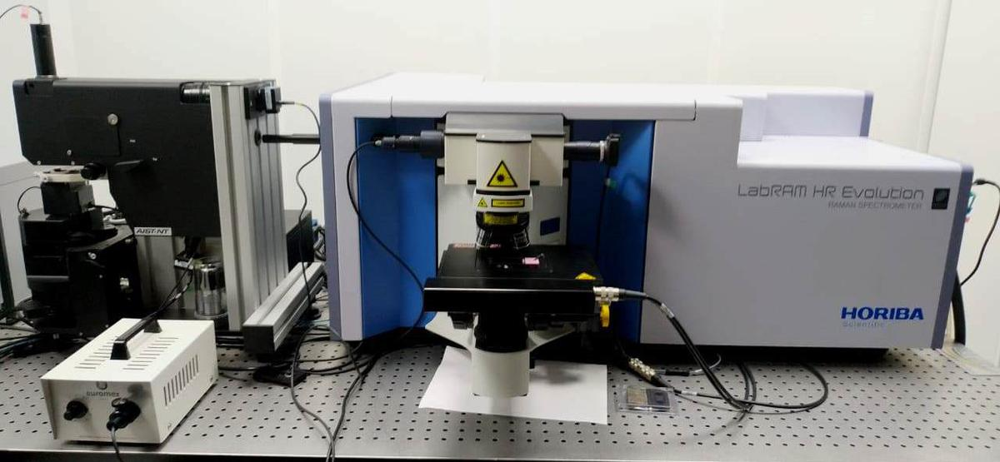 AIST-NT
LabRAM HR Evolution
RAMAN SPECTROMETER
HORIBA
Scientific
euromex